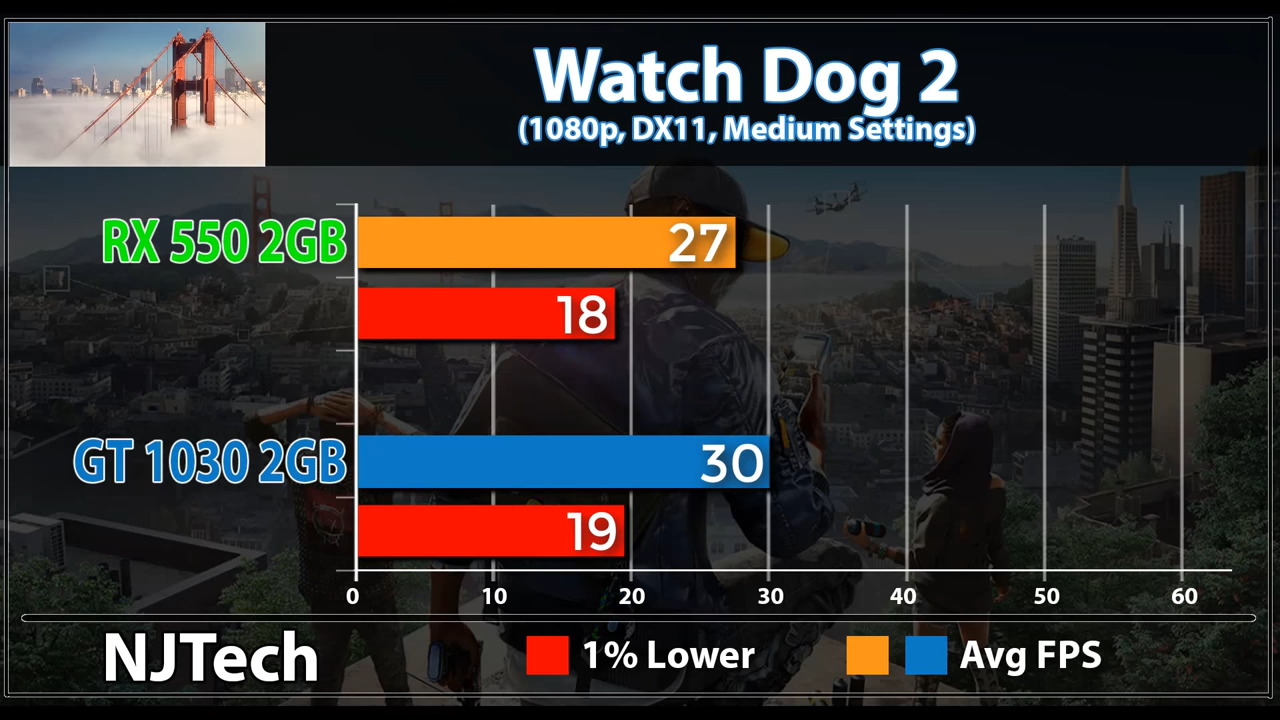 Watch Dog 2
(1080p, DX11, Medium Settings)
RX 550 2GB
27
18
GT 1030 2GB
30
19
0 10 20 30 40 50 60
NJTech
1% Lower
Avg FPS